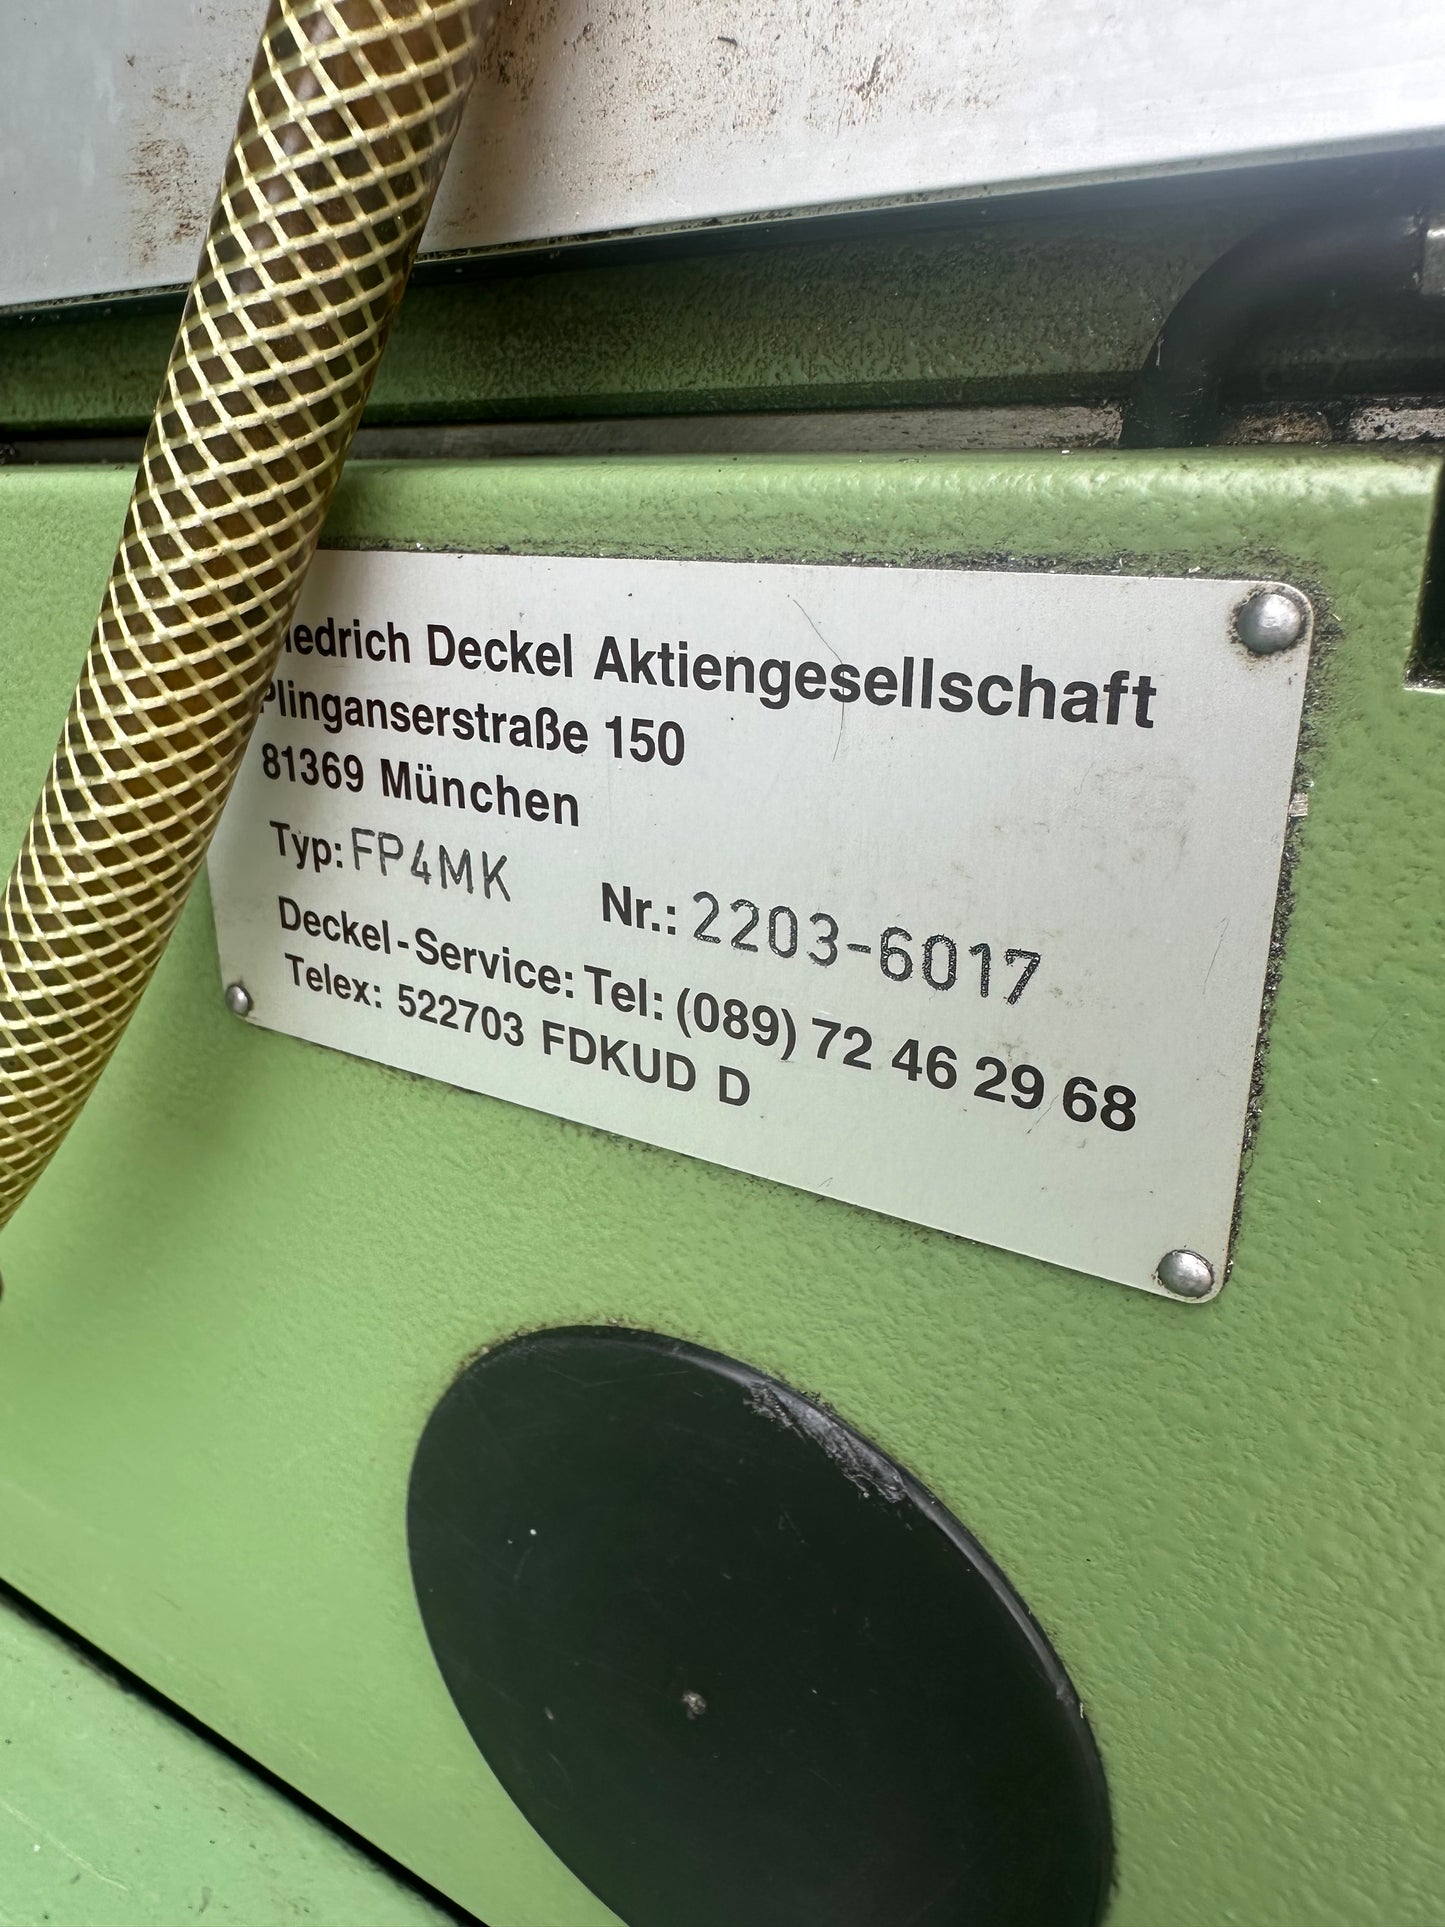 Deckel Aktiengesellschaft
Plinganserstraße 150
81369 München
Typ: FP4MK Nr.: 2203-6017
Deckel-Service: Tel: (089) 72 46 29 68
Telex: 522703 FDKUD D